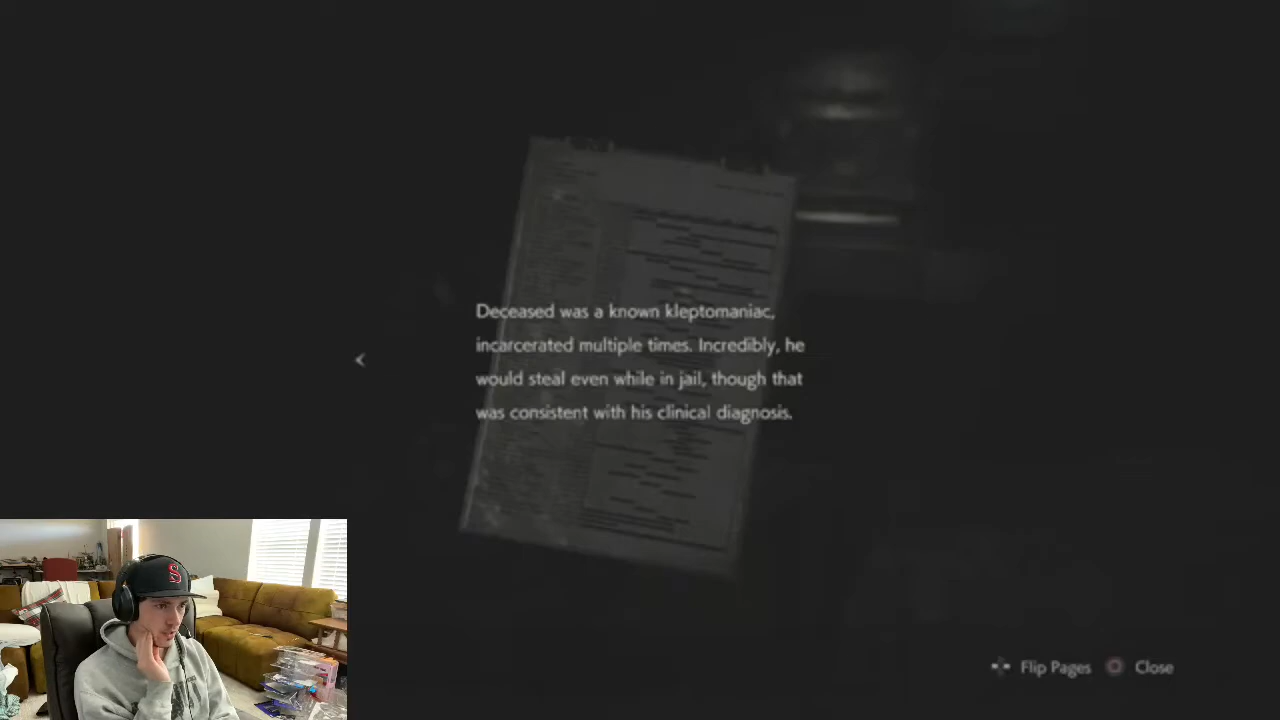 Deceased was a known kleptomaniac,
incarcerated multiple times. Incredibly, he
would steal even while in jail, though that
was consistent with his clinical diagnosis.
S
Flip Pages
Close